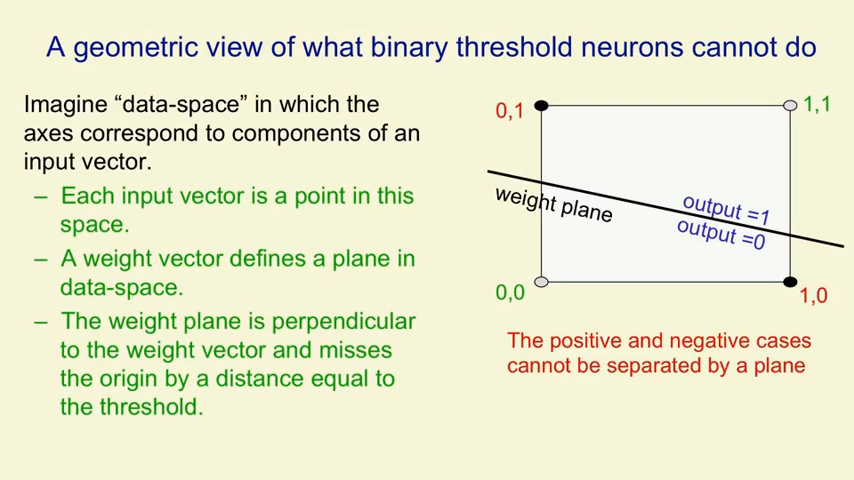 A geometric view of what binary threshold neurons cannot do
Imagine “data-space” in which the
axes correspond to components of an
input vector.
– Each input vector is a point in this
space.
– A weight vector defines a plane in
data-space.
– The weight plane is perpendicular
to the weight vector and misses
the origin by a distance equal to
the threshold.
0,1
1,1
weight plane
output =1
output =0
0,0
1,0
The positive and negative cases
cannot be separated by a plane